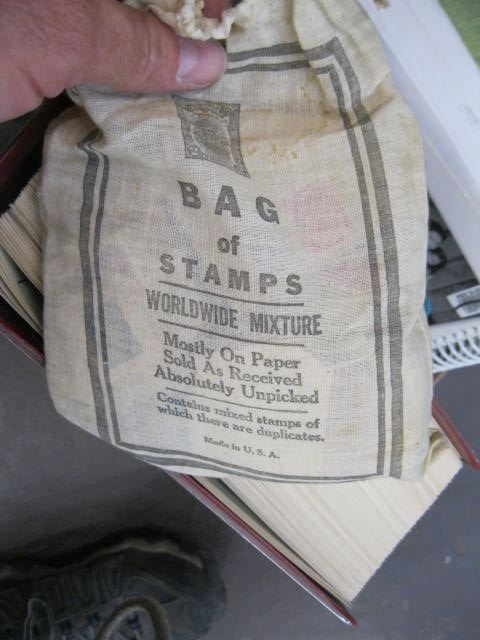 BAG
of
STAMPS
WORLDWIDE MIXTURE
Mostly On Paper
Sold As Received
Absolutely Unpicked
Contains mixed stamps of
which there are duplicates.
Made in U. S. A.